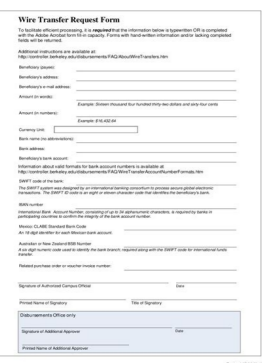 Wire Transfer Request Form
To facilitate efficient processing, it is required that the information below is typewritten OR is completed
with the Adobe Acrobat form fill-in capacity. Forms with hand-written information and/or lacking completed
fields will be returned.
Additional instructions are available at:
http://controller.berkeley.edu/disbursements/FAQ/AboutWireTransfers.htm
Beneficiary (payee):
Beneficiary's address:
Beneficiary's e-mail address:
Amount (in words):
Example: Sixteen thousand four hundred thirty-two dollars and sixty-four cents
Amount (in numbers):
Example: $16,432.64
Currency Unit:
Bank name (no abbreviations):
Bank address:
Beneficiary's bank account:
Information about valid formats for bank account numbers is available at:
http://controller.berkeley.edu/disbursements/FAQ/WireTransferAccountNumberFormats.htm
SWIFT code of the bank:
The SWIFT system was designed by an international banking consortium to process secure global electronic
transactions. The SWIFT ID code is an eight or eleven character code that identifies the beneficiary's bank.
IBAN number:
International Bank Account Number, consisting of up to 34 alphanumeric characters, is required by banks in
participating countries to confirm the integrity of the bank account number.
Mexico CLABE Standard Bank Code
An 18 digit identifier for each Mexican bank account.
Australian or New Zealand BSB Number
A six digit numeric code used to identify the bank branch, required along with the SWIFT code for international funds
transfer.
Related purchase order or voucher invoice number:
Signature of Authorized Campus Official
Date
Printed Name of Signatory
Title of Signatory
Disbursements Office only
Signature of Additional Approver
Date
Printed Name of Additional Approver